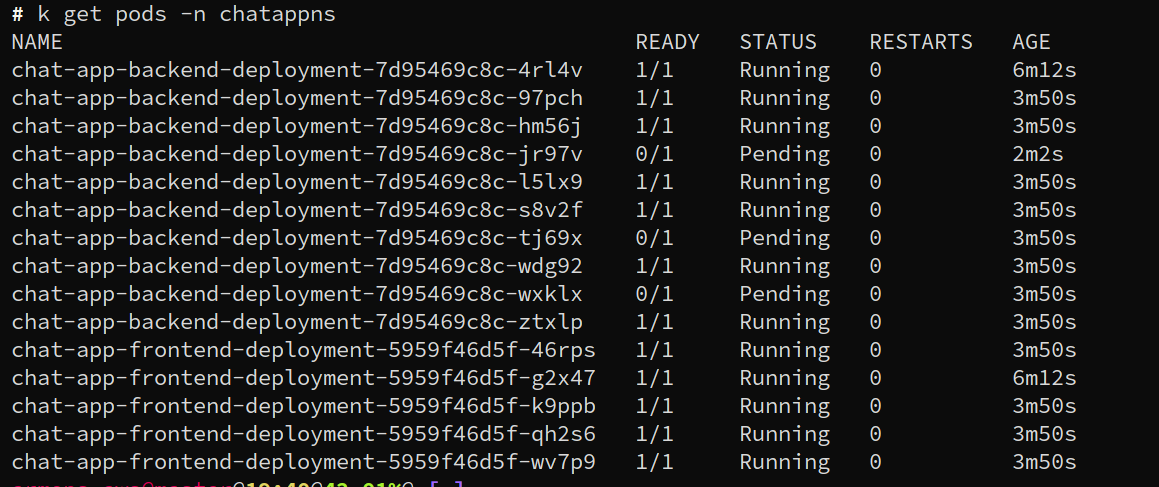 # k get pods -n chatappns
NAME READY STATUS RESTARTS AGE
chat-app-backend-deployment-7d95469c8c-4rl4v 1/1 Running 0 6m12s
chat-app-backend-deployment-7d95469c8c-97pch 1/1 Running 0 3m50s
chat-app-backend-deployment-7d95469c8c-hm56j 1/1 Running 0 3m50s
chat-app-backend-deployment-7d95469c8c-jr97v 0/1 Pending 0 2m2s
chat-app-backend-deployment-7d95469c8c-l5lx9 1/1 Running 0 3m50s
chat-app-backend-deployment-7d95469c8c-s8v2f 1/1 Running 0 3m50s
chat-app-backend-deployment-7d95469c8c-tj69x 0/1 Pending 0 3m50s
chat-app-backend-deployment-7d95469c8c-wdg92 1/1 Running 0 3m50s
chat-app-backend-deployment-7d95469c8c-wxklx 0/1 Pending 0 3m50s
chat-app-backend-deployment-7d95469c8c-ztxlp 1/1 Running 0 3m50s
chat-app-frontend-deployment-5959f46d5f-46rps 1/1 Running 0 3m50s
chat-app-frontend-deployment-5959f46d5f-g2x47 1/1 Running 0 6m12s
chat-app-frontend-deployment-5959f46d5f-k9ppb 1/1 Running 0 3m50s
chat-app-frontend-deployment-5959f46d5f-qh2s6 1/1 Running 0 3m50s
chat-app-frontend-deployment-5959f46d5f-wv7p9 1/1 Running 0 3m50s